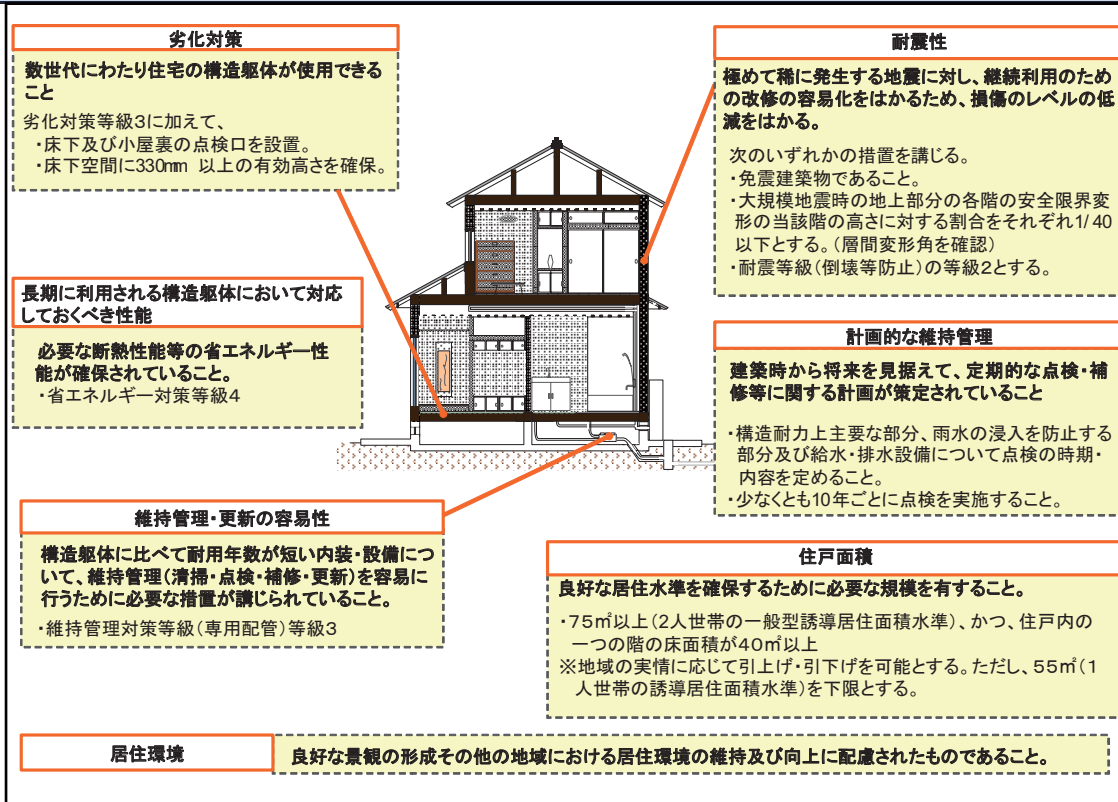 劣化対策
数世代にわたり住宅の構造躯体が使用できる
こと
劣化対策等級3に加えて、
・床下及び小屋裏の点検口を設置。
・床下空間に330mm 以上の有効高さを確保。
長期に利用される構造躯体において対応
しておくべき性能
必要な断熱性能等の省エネルギー性
能が確保されていること。
・省エネルギー対策等級4
維持管理・更新の容易性
構造躯体に比べて耐用年数が短い内装・設備につ
いて、維持管理(清掃・点検・補修・更新)を容易に
行うために必要な措置が講じられていること。
・維持管理対策等級(専用配管)等級3
耐震性
極めて稀に発生する地震に対し、継続利用のため
の改修の容易化をはかるため、損傷のレベルの低
減をはかる。
次のいずれかの措置を講じる。
・免震建築物であること。
・大規模地震時の地上部分の各階の安全限界変
形の当該階の高さに対する割合をそれぞれ1/40
以下とする。(層間変形角を確認)
・耐震等級(倒壊等防止)の等級2とする。
計画的な維持管理
建築時から将来を見据えて、定期的な点検・補
修等に関する計画が策定されていること
・構造耐力上主要な部分、雨水の浸入を防止する
部分及び給水・排水設備について点検の時期・
内容を定めること。
・少なくとも10年ごとに点検を実施すること。
住戸面積
良好な居住水準を確保するために必要な規模を有すること。
・75㎡以上(2人世帯の一般型誘導居住面積水準)、かつ、住戸内の
一つの階の床面積が40㎡以上
※地域の実情に応じて引上げ・引下げを可能とする。ただし、55㎡(1
人世帯の誘導居住面積水準)を下限とする。
居住環境
良好な景観の形成その他の地域における居住環境の維持及び向上に配慮されたものであること。